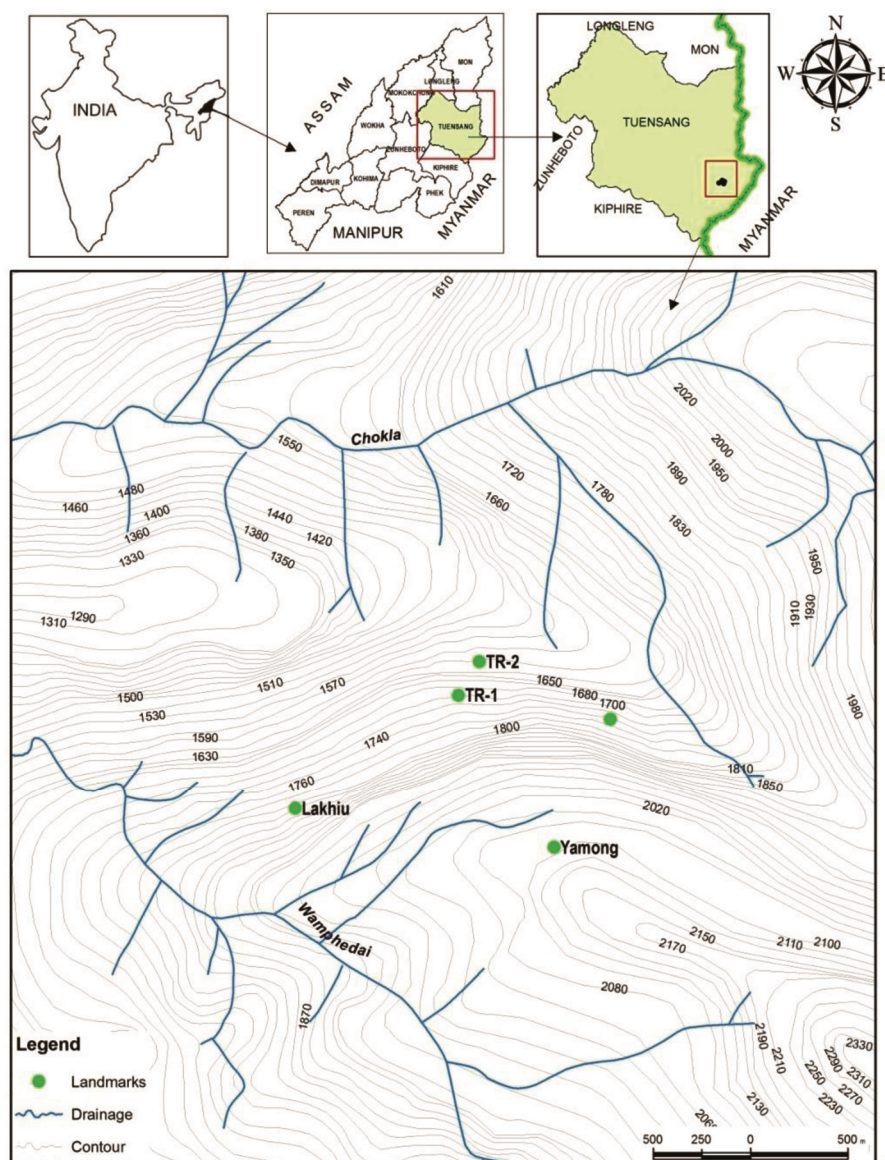 INDIA
ASSAM
MON
LONGLENG
MOKOKCHUNG
TUENSANG
WOKHA
ZUNHEBOTO
KIPHIRE
DIMAPUR
KOHIMA
PHEK
PEREN
MANIPUR
MYANMAR
LONGLENG
MON
TUENSANG
ZUNHEBOTO
KIPHIRE
MYANMAR
N
W E
S
1610
2020
Chokla
1550
2000
1720
1950
1890
1660
1780
1480
1460
1440
1400
1830
1380
1420
1360
1350
1330
1950
1290
1310
1910
1930
TR-2
1510
1570
1650
1500
TR-1
1680
1700
1530
1980
1800
1590
1740
1630
1810
1760
1850
Lakhiu
2020
Yamong
Wamphedai
2150
2110
2100
2170
2080
1870
2190
2330
2210
2290
2310
2250
2270
2130
2230
Legend
Landmarks
Drainage
Contour
500 250 0 500 m